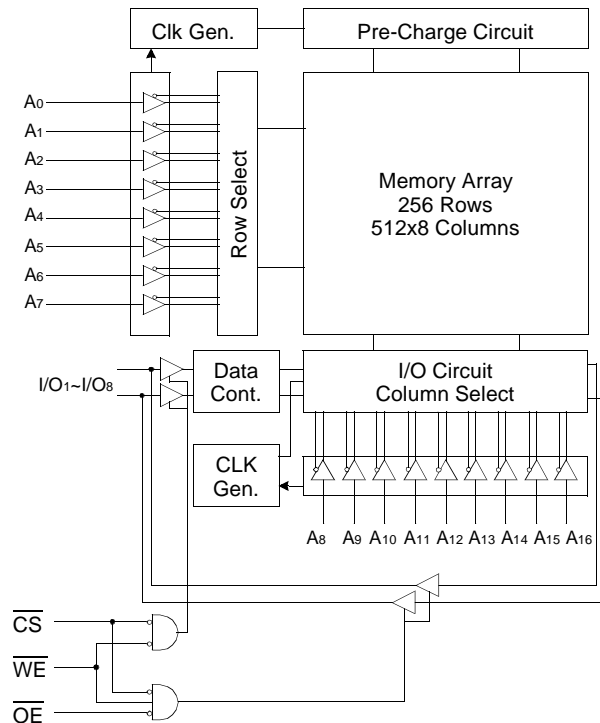 Clk Gen.
Pre-Charge Circuit
A0
A1
A2
A3
A4
A5
A6
A7
Row Select
Memory Array
256 Rows
512x8 Columns
I/O1~I/O8
Data
Cont.
I/O Circuit
Column Select
CLK
Gen.
A8 A9 A10 A11 A12 A13 A14 A15 A16
CS
WE
OE